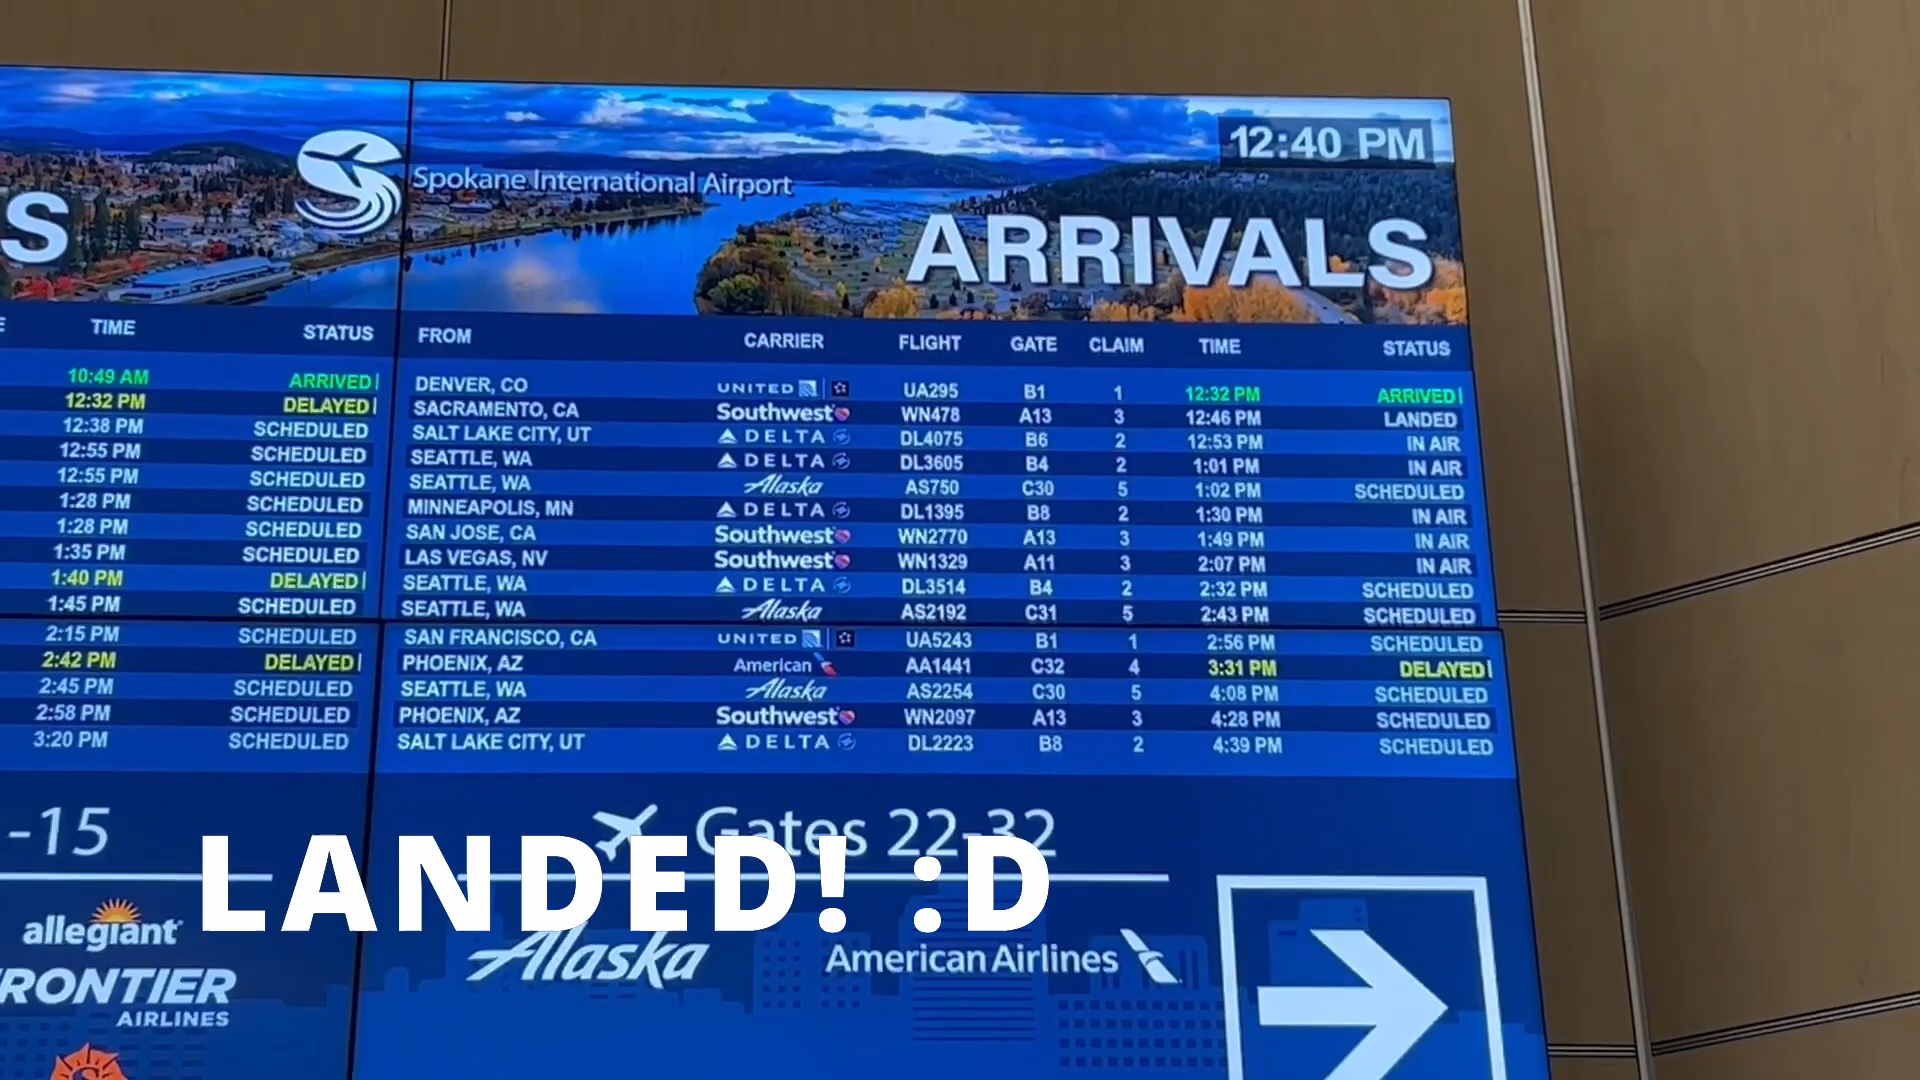 S
Spokane International Airport
12:40 PM
ARRIVALS
TIME STATUS
10:49 AM ARRIVED
12:32 PM DELAYED
12:38 PM SCHEDULED
12:55 PM SCHEDULED
12:55 PM SCHEDULED
1:28 PM SCHEDULED
1:28 PM SCHEDULED
1:35 PM SCHEDULED
1:40 PM DELAYED
1:45 PM SCHEDULED
2:15 PM SCHEDULED
2:42 PM DELAYED
2:45 PM SCHEDULED
2:58 PM SCHEDULED
3:20 PM SCHEDULED
FROM CARRIER FLIGHT GATE CLAIM TIME STATUS
DENVER, CO UNITED UA295 B1 1 12:32 PM ARRIVED
SACRAMENTO, CA Southwest WN478 A13 3 12:46 PM LANDED
SALT LAKE CITY, UT DELTA DL4075 B6 2 12:53 PM IN AIR
SEATTLE, WA DELTA DL3605 B4 2 1:01 PM IN AIR
SEATTLE, WA Alaska AS750 C30 5 1:02 PM SCHEDULED
MINNEAPOLIS, MN DELTA DL1395 B8 2 1:30 PM IN AIR
SAN JOSE, CA Southwest WN2770 A13 3 1:49 PM IN AIR
LAS VEGAS, NV Southwest WN1329 A11 3 2:07 PM IN AIR
SEATTLE, WA DELTA DL3514 B4 2 2:32 PM SCHEDULED
SEATTLE, WA Alaska AS2192 C31 5 2:43 PM SCHEDULED
SAN FRANCISCO, CA UNITED UA5243 B1 1 2:56 PM SCHEDULED
PHOENIX, AZ American AA1441 C32 4 3:31 PM DELAYED
SEATTLE, WA Alaska AS2254 C30 5 4:08 PM SCHEDULED
PHOENIX, AZ Southwest WN2097 A13 3 4:28 PM SCHEDULED
SALT LAKE CITY, UT DELTA DL2223 B8 2 4:39 PM SCHEDULED
-15
Gates 22-32
LANDED! :D
allegiant
RONTIER
AIRLINES
Alaska
American Airlines